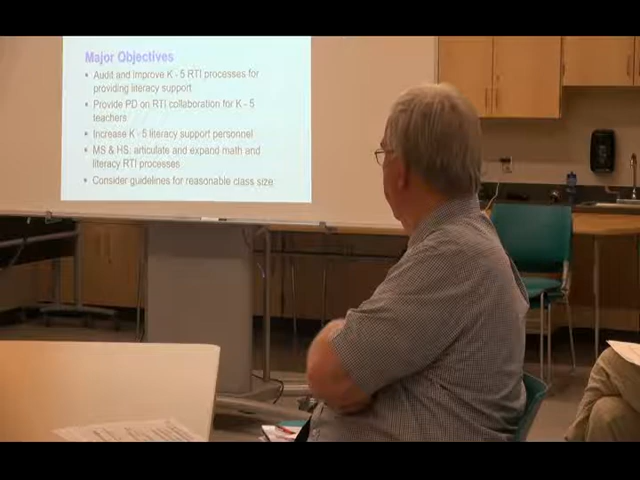 Major Objectives
• Audit and improve K - 5 RTI processes for
providing literacy support
• Provide PD on RTI collaboration for K - 5
teachers
• Increase K - 5 literacy support personnel
• MS & HS: articulate and expand math and
literacy RTI processes
• Consider guidelines for reasonable class size